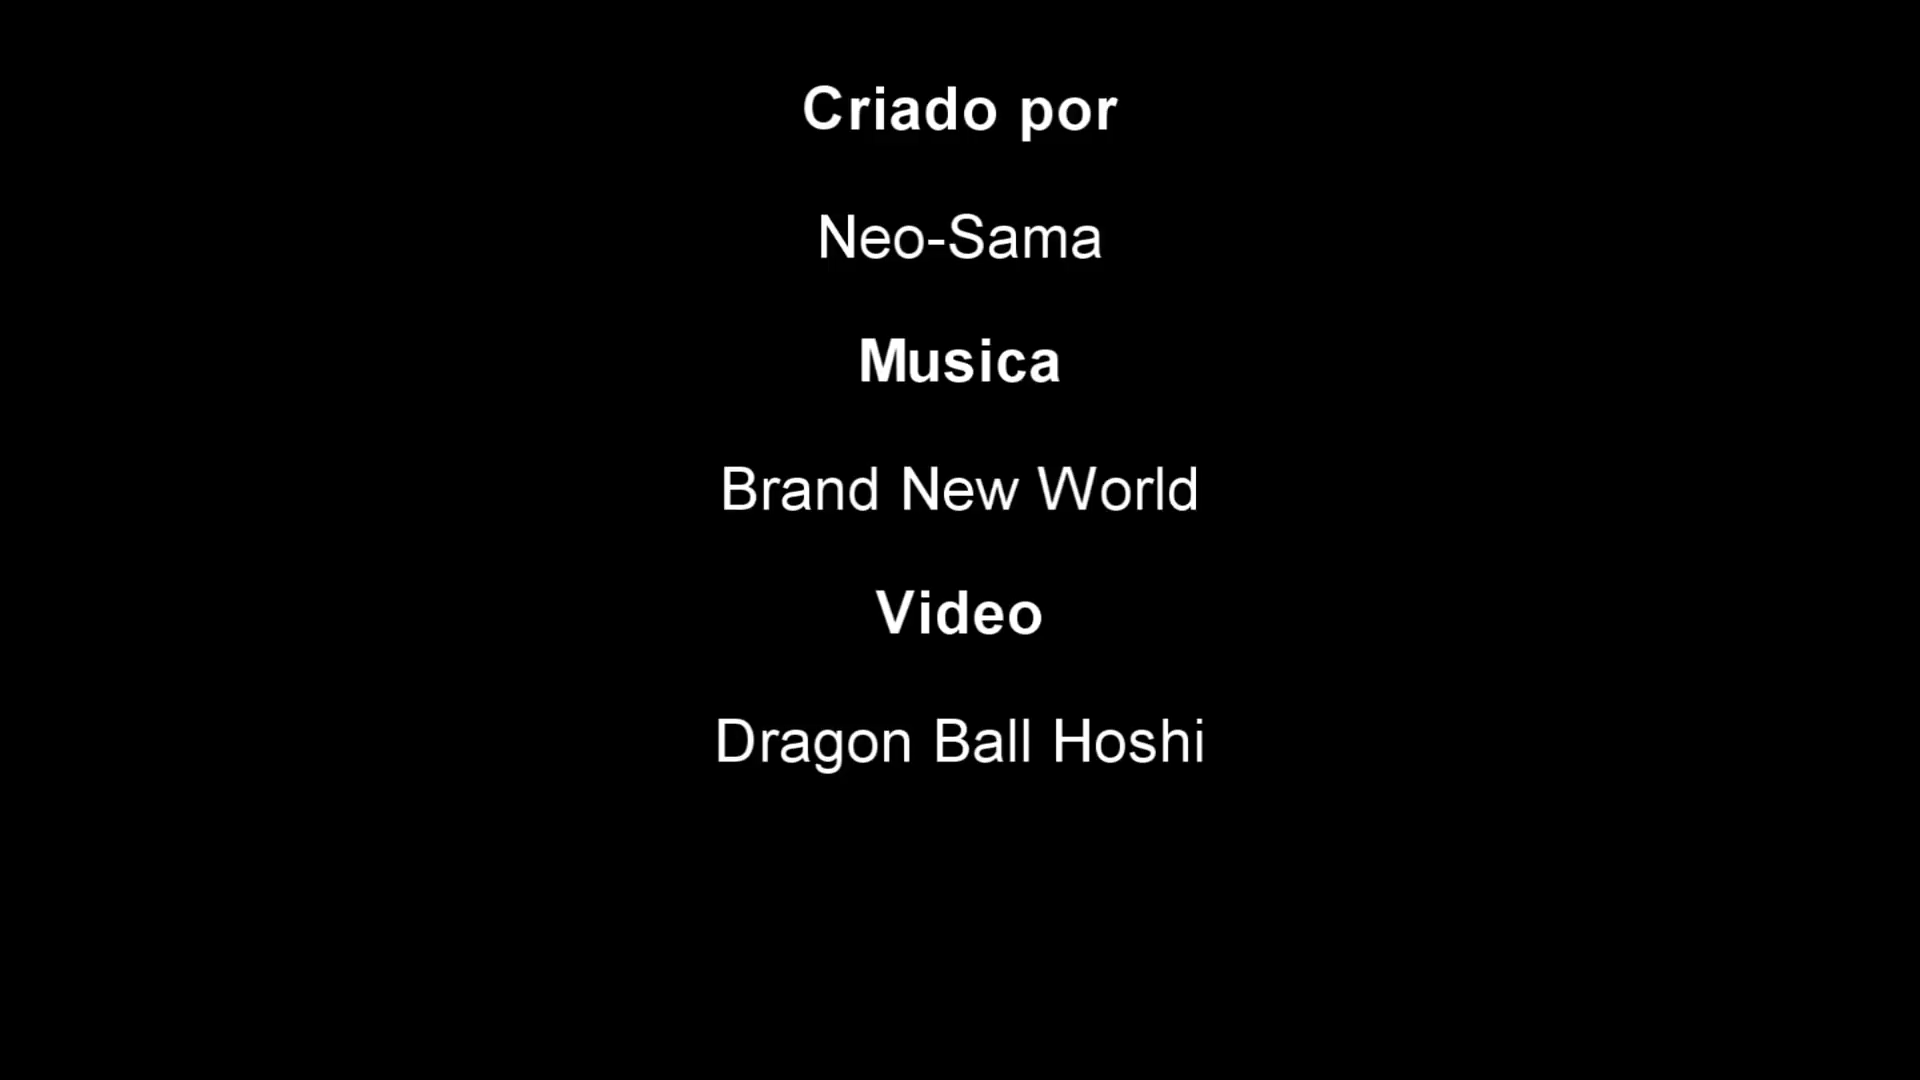 Criado por
Neo-Sama
Musica
Brand New World
Video
Dragon Ball Hoshi